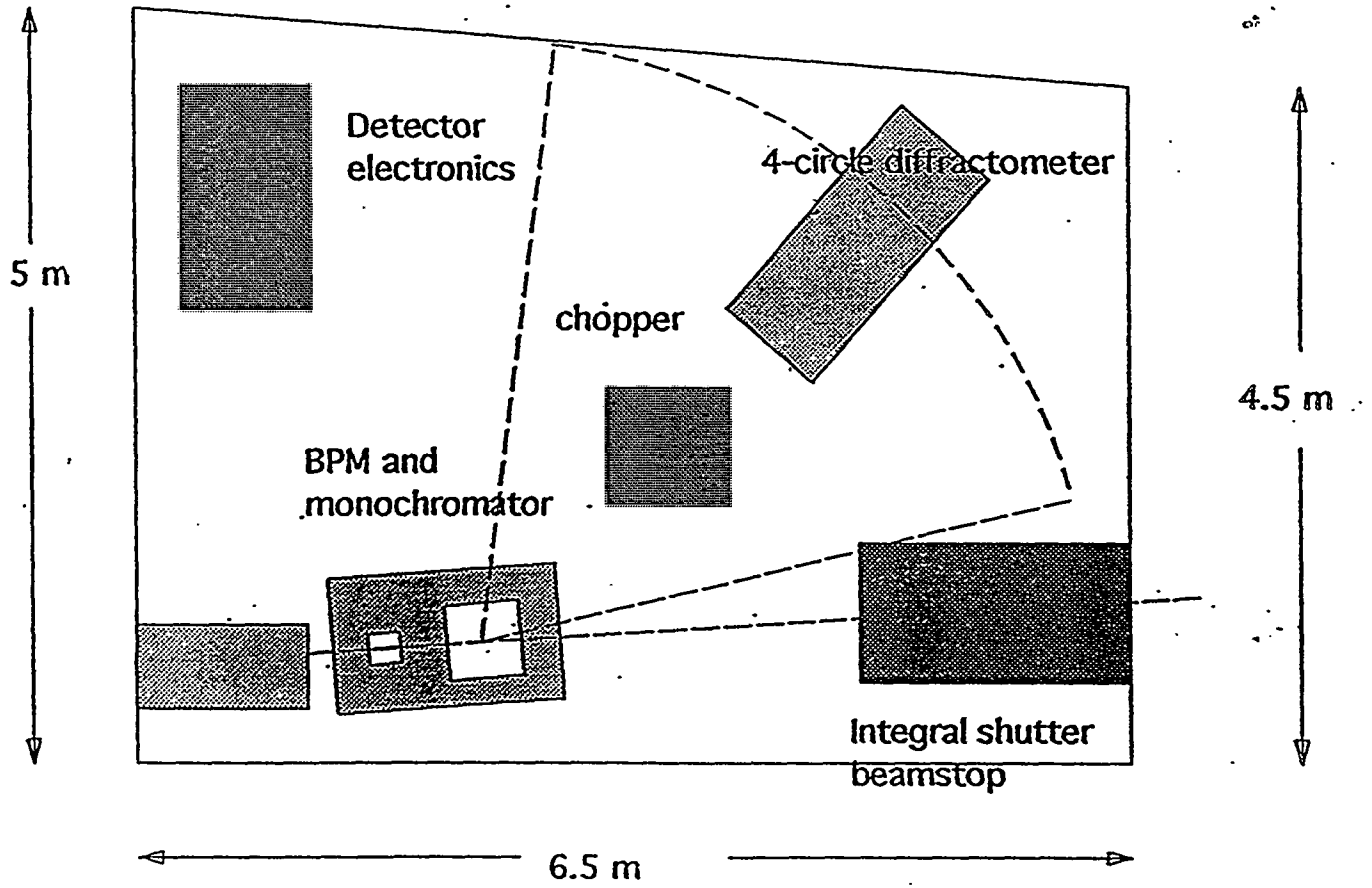 Detector
electronics
4-circle diffractometer
5 m
chopper
4.5 m
BPM and
monochromator
Integral shutter
beamstop
6.5 m